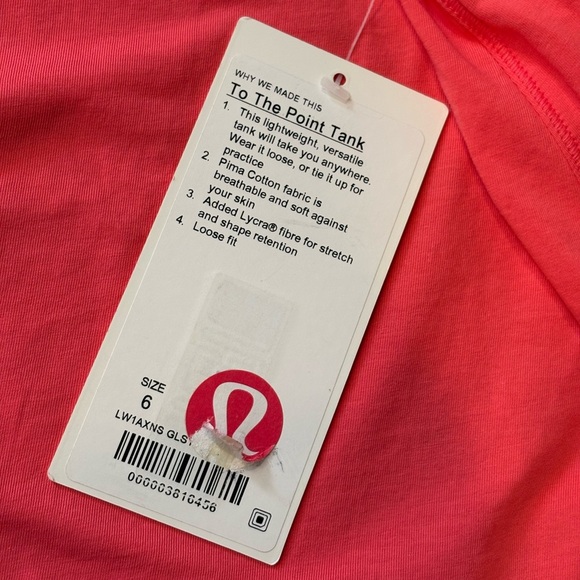 WHY WE MADE THIS
To The Point Tank
1. This lightweight, versatile
tank will take you anywhere.
Wear it loose, or tie it up for
practice
2. Pima Cotton fabric is
breathable and soft against
your skin
3. Added Lycra® fibre for stretch
and shape retention
4. Loose fit
SIZE
6
LW1AXNS GLS
000003816456